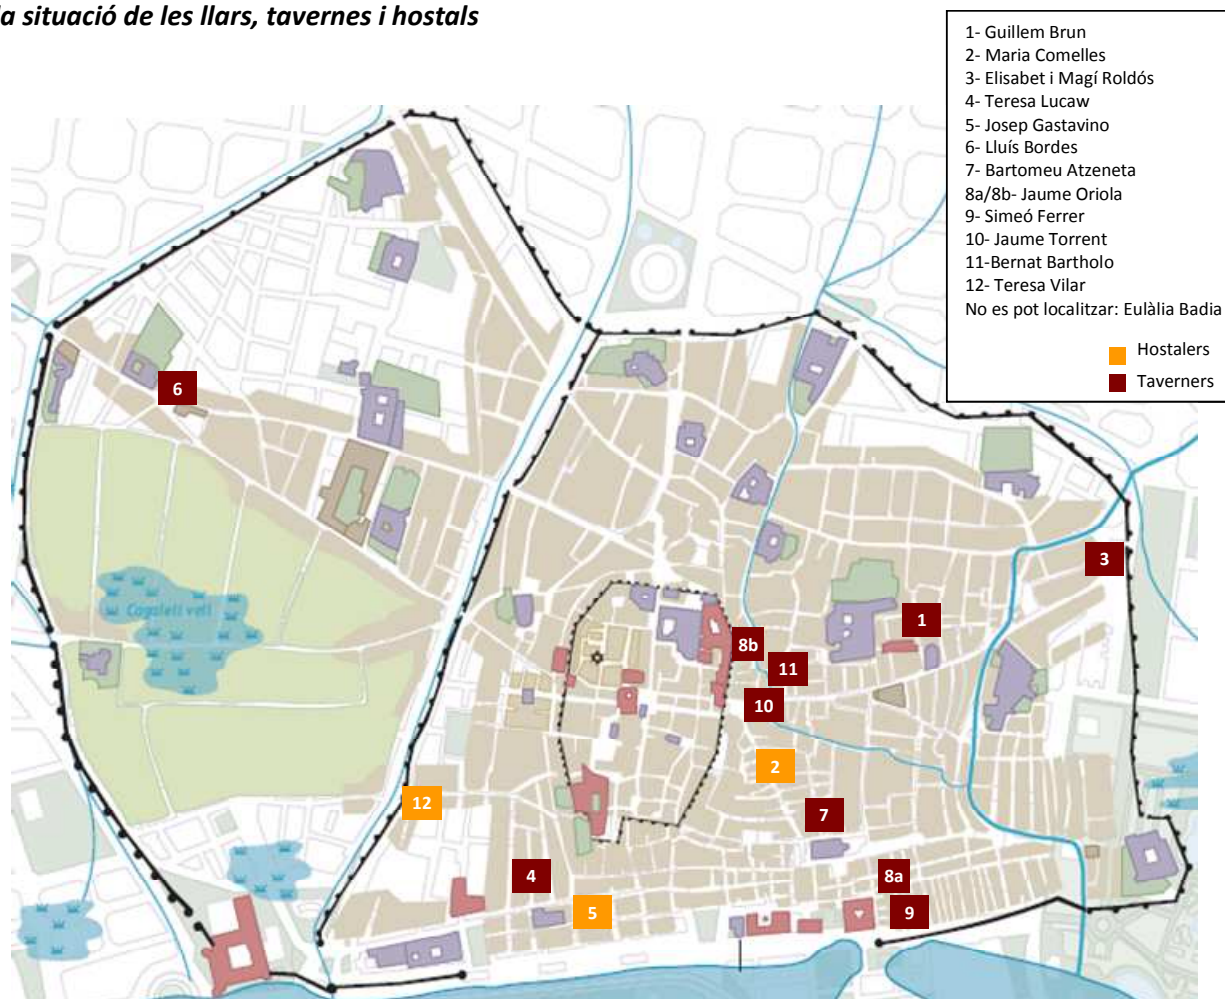 la situació de les llars, tavernes i hostals
1- Guillem Brun
2- Maria Comelles
3- Elisabet i Magí Roldós
4- Teresa Lucaw
5- Josep Gastavino
6- Lluís Bordes
7- Bartomeu Atzeneta
8a/8b- Jaume Oriola
9- Simeó Ferrer
10- Jaume Torrent
11-Bernat Bartholo
12- Teresa Vilar
No es pot localitzar: Eulàlia Badia
Hostalers
Taverners
6
3
Cagalell vell
1
8b
11
10
2
12
7
4
8a
5
9